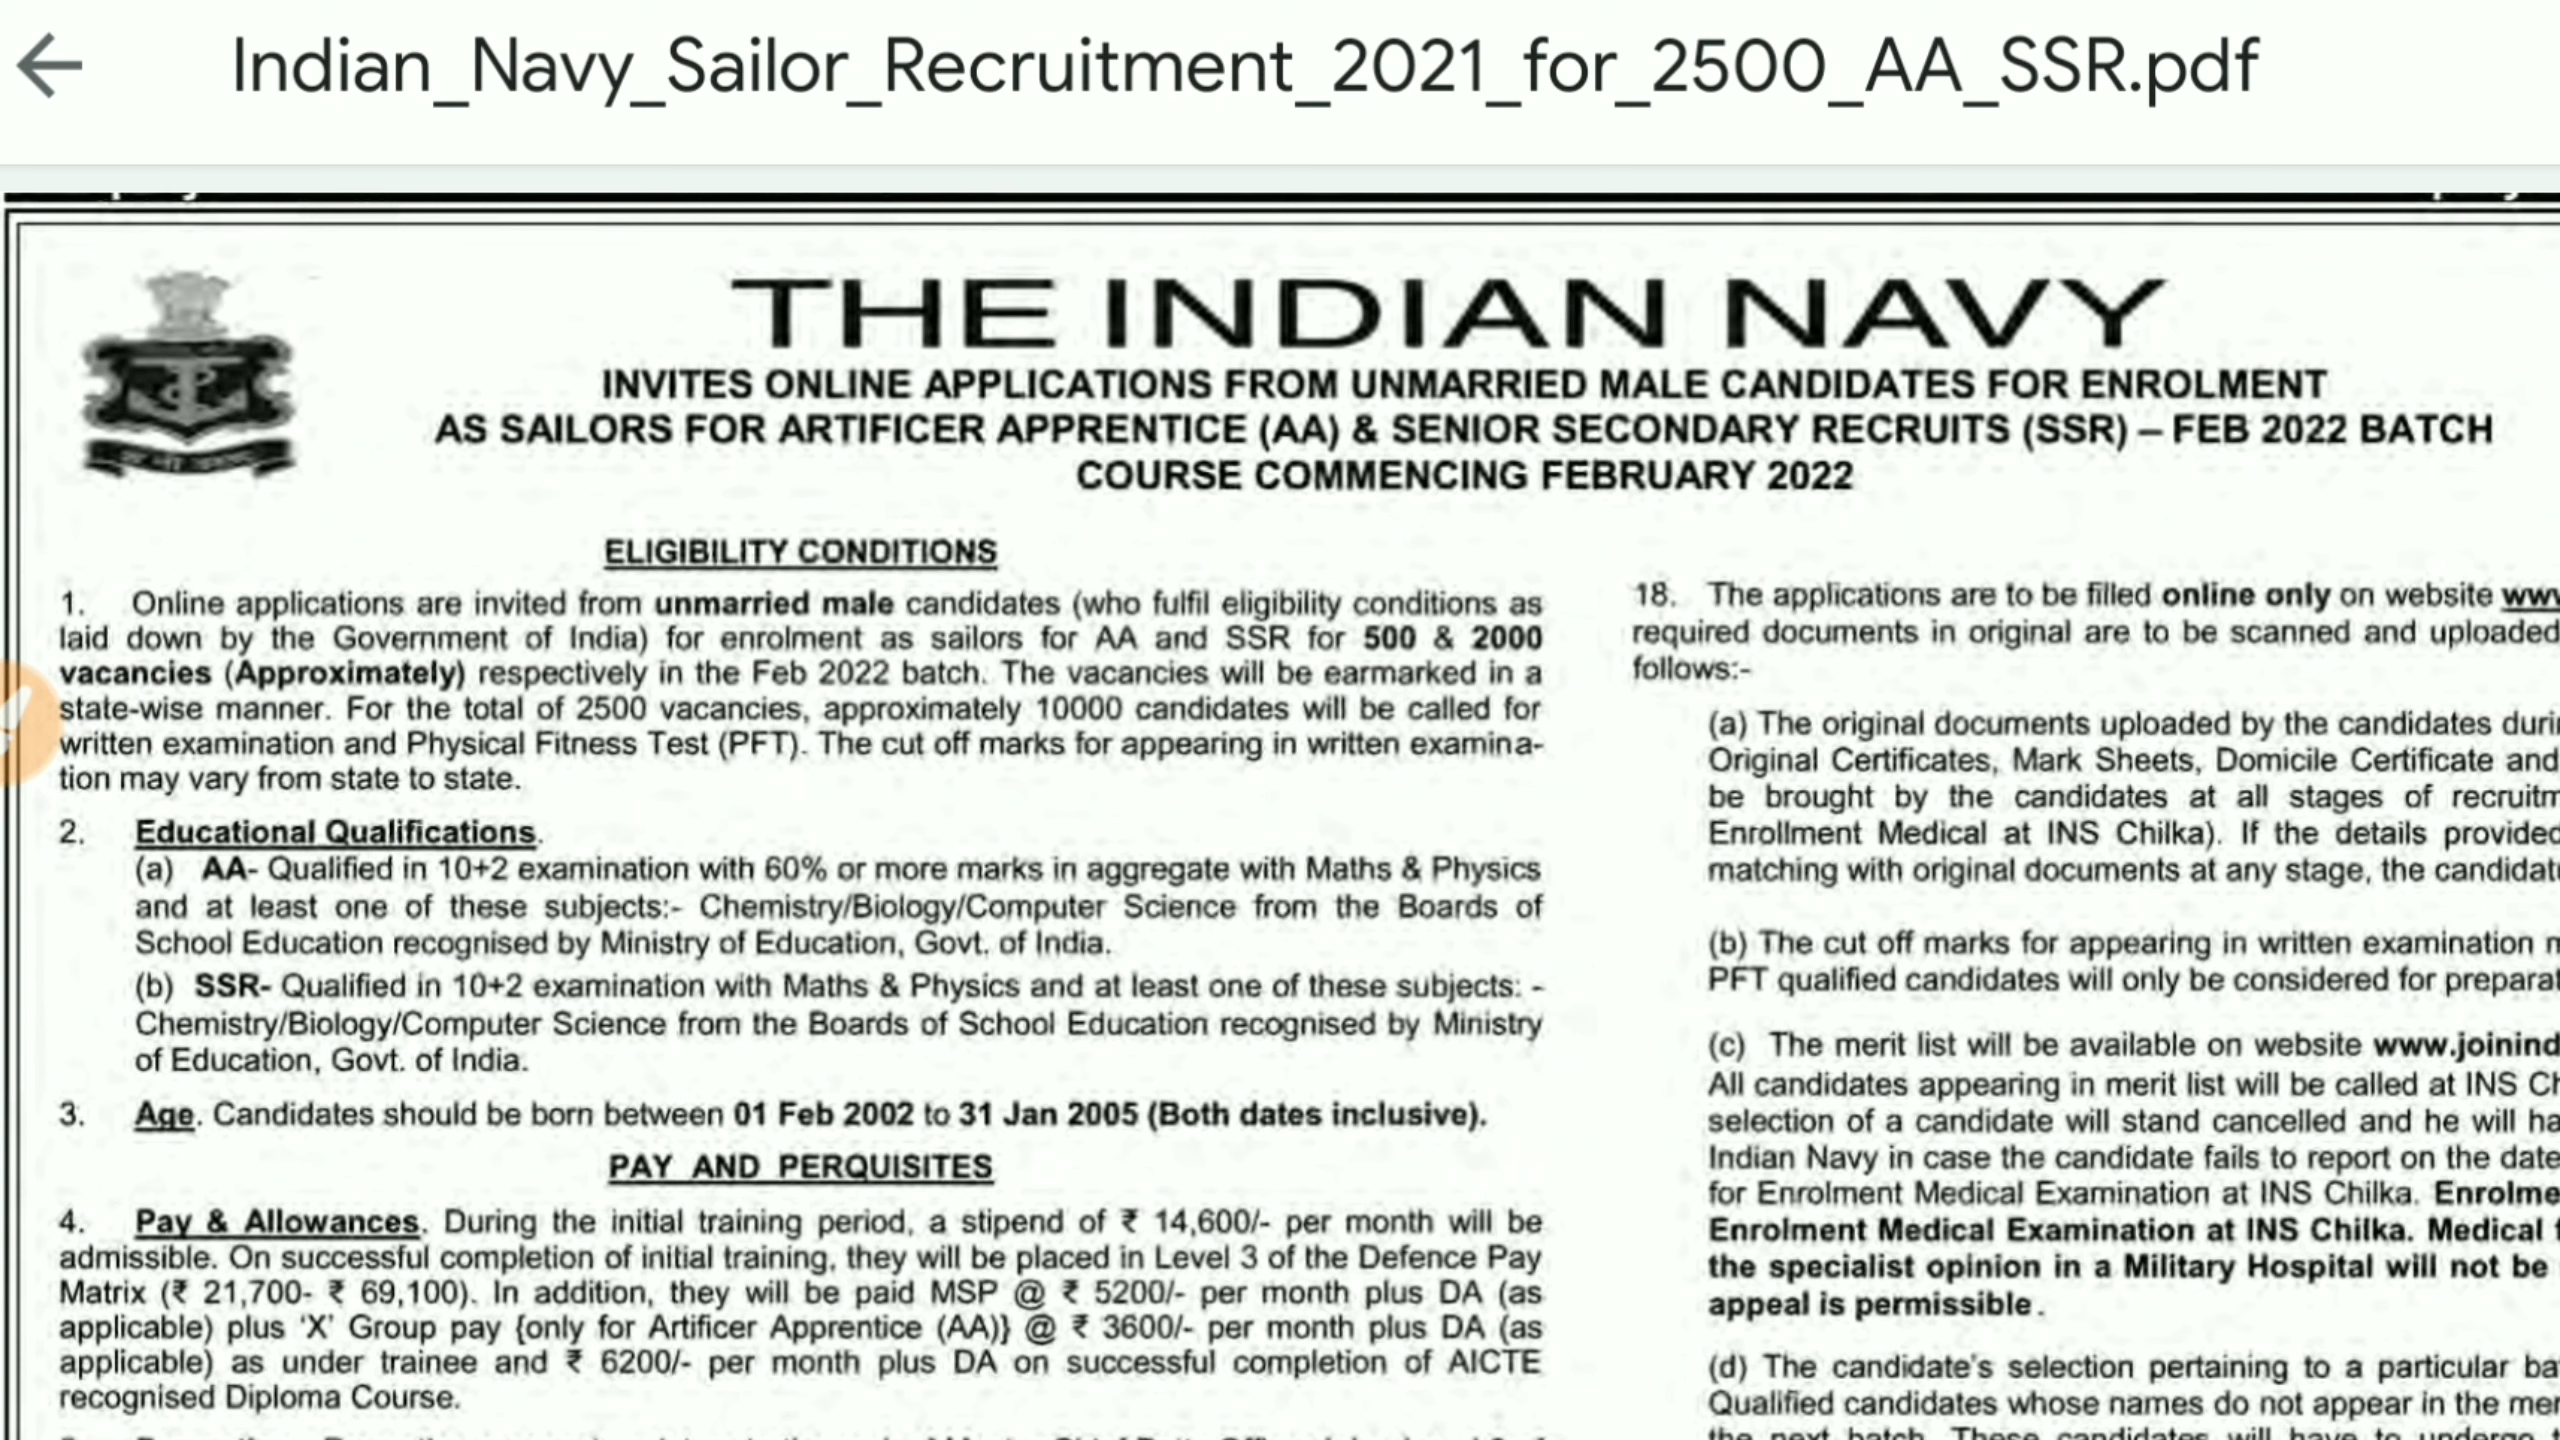 Indian_Navy_Sailor_Recruitment_2021_for_2500_AA_SSR.pdf
THE INDIAN NAVY
INVITES ONLINE APPLICATIONS FROM UNMARRIED MALE CANDIDATES FOR ENROLMENT
AS SAILORS FOR ARTIFICER APPRENTICE (AA) & SENIOR SECONDARY RECRUITS (SSR) – FEB 2022 BATCH
COURSE COMMENCING FEBRUARY 2022
ELIGIBILITY CONDITIONS
1. Online applications are invited from unmarried male candidates (who fulfil eligibility conditions as
laid down by the Government of India) for enrolment as sailors for AA and SSR for 500 & 2000
vacancies (Approximately) respectively in the Feb 2022 batch. The vacancies will be earmarked in a
state-wise manner. For the total of 2500 vacancies, approximately 10000 candidates will be called for
written examination and Physical Fitness Test (PFT). The cut off marks for appearing in written examina-
tion may vary from state to state.
2. Educational Qualifications.
(a) AA- Qualified in 10+2 examination with 60% or more marks in aggregate with Maths & Physics
and at least one of these subjects:- Chemistry/Biology/Computer Science from the Boards of
School Education recognised by Ministry of Education, Govt. of India.
(b) SSR- Qualified in 10+2 examination with Maths & Physics and at least one of these subjects: -
Chemistry/Biology/Computer Science from the Boards of School Education recognised by Ministry
of Education, Govt. of India.
3. Age. Candidates should be born between 01 Feb 2002 to 31 Jan 2005 (Both dates inclusive).
PAY AND PERQUISITES
4. Pay & Allowances. During the initial training period, a stipend of ₹ 14,600/- per month will be
admissible. On successful completion of initial training, they will be placed in Level 3 of the Defence Pay
Matrix (₹ 21,700- ₹ 69,100). In addition, they will be paid MSP @ ₹ 5200/- per month plus DA (as
applicable) plus ‘X’ Group pay {only for Artificer Apprentice (AA)} @ ₹ 3600/- per month plus DA (as
applicable) as under trainee and ₹ 6200/- per month plus DA on successful completion of AICTE
recognised Diploma Course.
18. The applications are to be filled online only on website www
required documents in original are to be scanned and uploaded
follows:-
(a) The original documents uploaded by the candidates duri
Original Certificates, Mark Sheets, Domicile Certificate and
be brought by the candidates at all stages of recruitm
Enrollment Medical at INS Chilka). If the details provided
matching with original documents at any stage, the candidat
(b) The cut off marks for appearing in written examination m
PFT qualified candidates will only be considered for preparat
(c) The merit list will be available on website www.joinind
All candidates appearing in merit list will be called at INS Ch
selection of a candidate will stand cancelled and he will ha
Indian Navy in case the candidate fails to report on the date
for Enrolment Medical Examination at INS Chilka. Enrolme
Enrolment Medical Examination at INS Chilka. Medical f
the specialist opinion in a Military Hospital will not be
appeal is permissible.
(d) The candidate's selection pertaining to a particular ba
Qualified candidates whose names do not appear in the mer
the next batch. These candidates will have to undergo